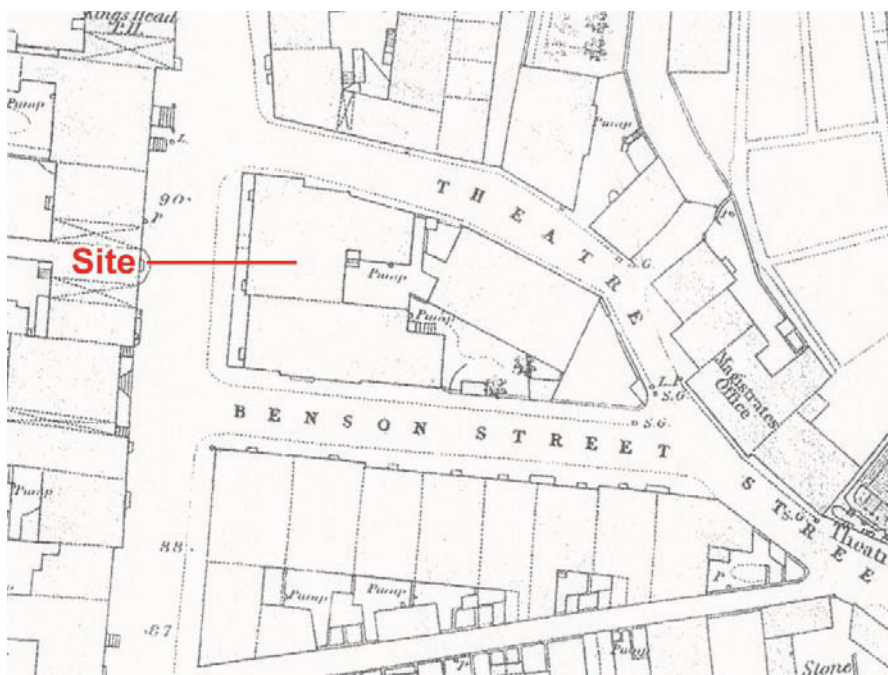 Kings Head
P.H.
Pump
Pump
L.
P
90
THEATRE
S.G.
Site
Pump
Pump
L.P.
S.G.
S.G.
Magistrates
Office
BENSON STREET
STREE
S.G.
Theatr
Pump
88
P
Pump
Pump
87
P
Stone